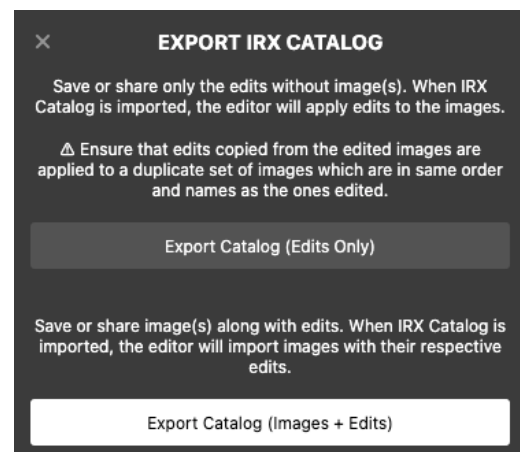 × EXPORT IRX CATALOG
Save or share only the edits without image(s). When IRX
Catalog is imported, the editor will apply edits to the images.
⚠ Ensure that edits copied from the edited images are
applied to a duplicate set of images which are in same order
and names as the ones edited.
Export Catalog (Edits Only)
Save or share image(s) along with edits. When IRX Catalog is
imported, the editor will import images with their respective
edits.
Export Catalog (Images + Edits)